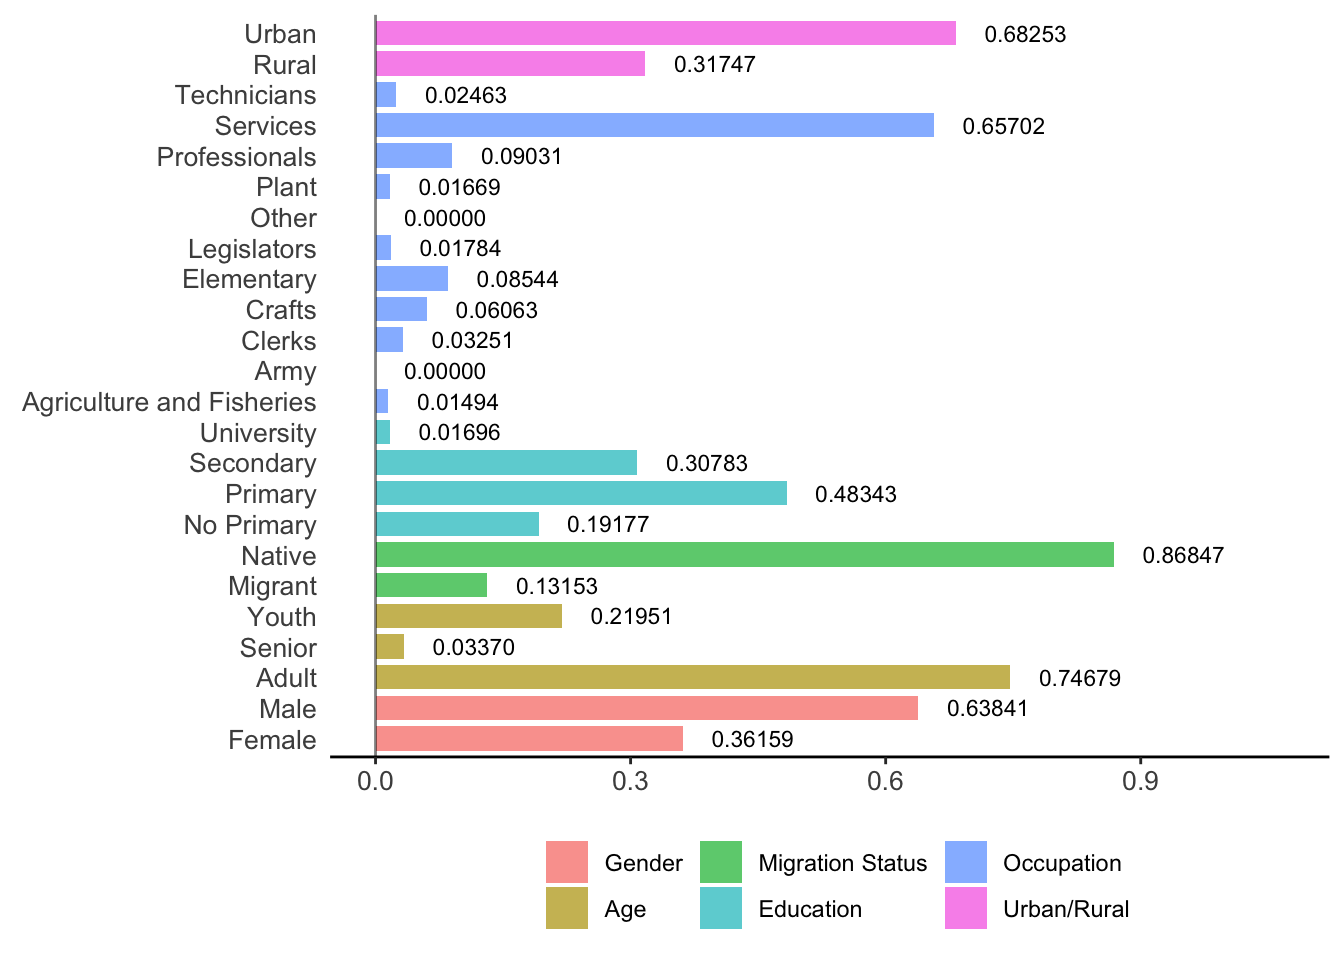 Urban 0.68253
Rural 0.31747
Technicians 0.02463
Services 0.65702
Professionals 0.09031
Plant 0.01669
Other 0.00000
Legislators 0.01784
Elementary 0.08544
Crafts 0.06063
Clerks 0.03251
Army 0.00000
Agriculture and Fisheries 0.01494
University 0.01696
Secondary 0.30783
Primary 0.48343
No Primary 0.19177
Native 0.86847
Migrant 0.13153
Youth 0.21951
Senior 0.03370
Adult 0.74679
Male 0.63841
Female 0.36159
0.0 0.3 0.6 0.9
Gender Migration Status Occupation
Age Education Urban/Rural